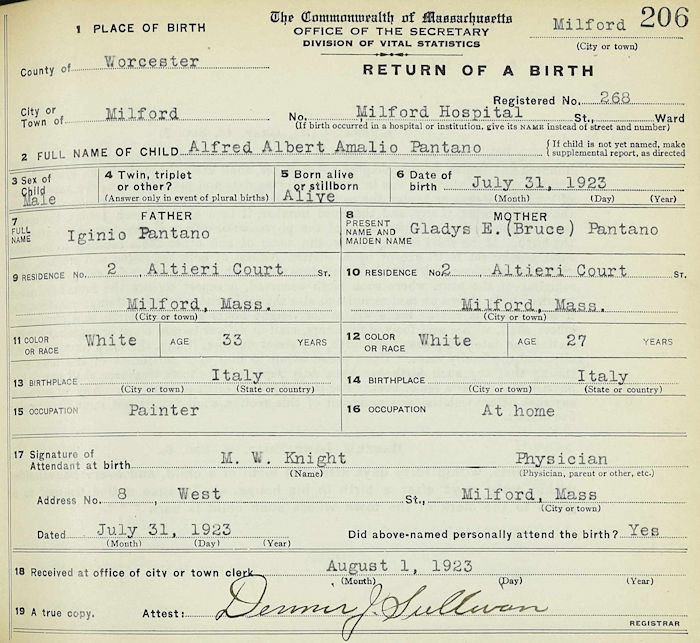 1 PLACE OF BIRTH
The Commonwealth of Massachusetts
OFFICE OF THE SECRETARY
DIVISION OF VITAL STATISTICS
Milford 206
(City or town)
County of Worcester
RETURN OF A BIRTH
Registered No. 268
City or
Town of Milford
No. Milford Hospital St., Ward
(If birth occurred in a hospital or institution, give its NAME instead of street and number)
2 FULL NAME OF CHILD Alfred Albert Amalio Pantano
{If child is not yet named, make
supplemental report, as directed
3 Sex of
Child
Male
4 Twin, triplet
or other?
(Answer only in event of plural births)
5 Born alive
or stillborn
Alive
6 Date of
birth July 31, 1923
(Month) (Day) (Year)
7 FATHER
FULL
NAME Iginio Pantano
8 MOTHER
PRESENT
NAME AND
MAIDEN NAME Gladys E. (Bruce) Pantano
9 RESIDENCE No. 2 , Altieri Court ST.
Milford, Mass.
(City or town)
10 RESIDENCE No2 , Altieri Court ST.
Milford, Mass.
(City or town)
11 COLOR
OR RACE White AGE 33 YEARS
12 COLOR
OR RACE White AGE 27 YEARS
13 BIRTHPLACE Italy
(City or town) (State or country)
14 BIRTHPLACE Italy
(City or town) (State or country)
15 OCCUPATION Painter
16 OCCUPATION At home
17 Signature of
Attendant at birth M. W. Knight Physician
(Name) (Physician, parent or other, etc.)
Address No. 8 , West St., Milford, Mass
(City or town)
Dated July 31, 1923 Did above-named personally attend the birth? Yes
(Month) (Day) (Year)
18 Received at office of city or town clerk August 1, 1923
(Month) (Day) (Year)
19 A true copy. Attest: Dennis J. Sullivan
REGISTRAR